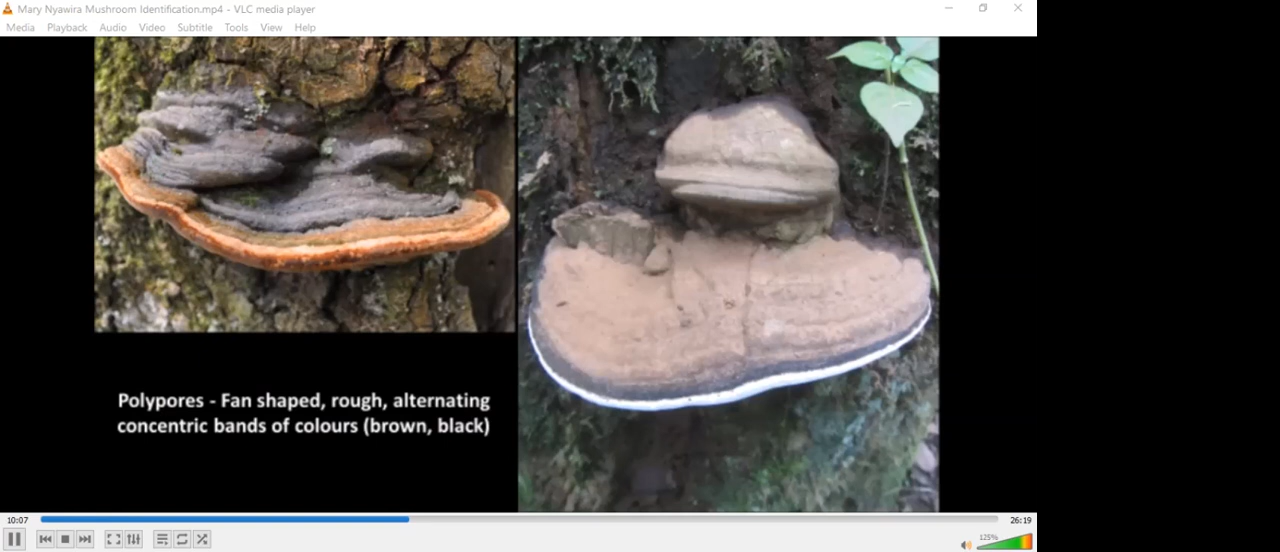 Mary Nyawira Mushroom Identification.mp4 - VLC media player
Media Playback Audio Video Subtitle Tools View Help
Polypores - Fan shaped, rough, alternating
concentric bands of colours (brown, black)
10:07 26:19
125%